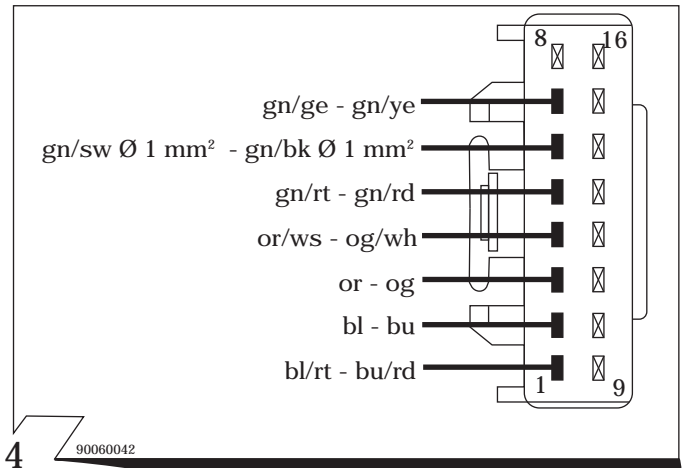 8 16
gn/ge - gn/ye
gn/sw Ø 1 mm² - gn/bk Ø 1 mm²
gn/rt - gn/rd
or/ws - og/wh
or - og
bl - bu
bl/rt - bu/rd
1 9
4 90060042